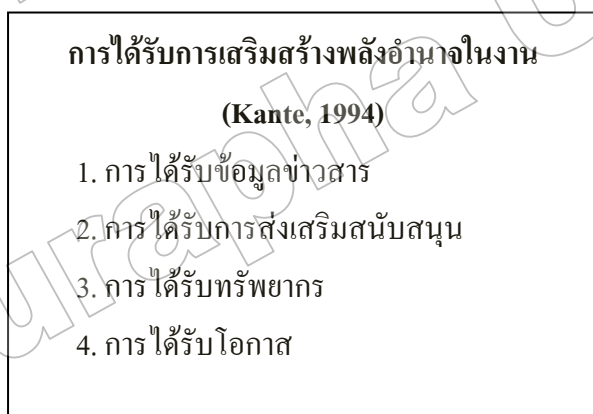 การได้รับการเสริมสร้างพลังอำนาจในงาน
(Kante, 1994)
1. การได้รับข้อมูลข่าวสาร
2. การได้รับการส่งเสริมสนับสนุน
3. การได้รับทรัพยากร
4. การได้รับโอกาส
urapha U